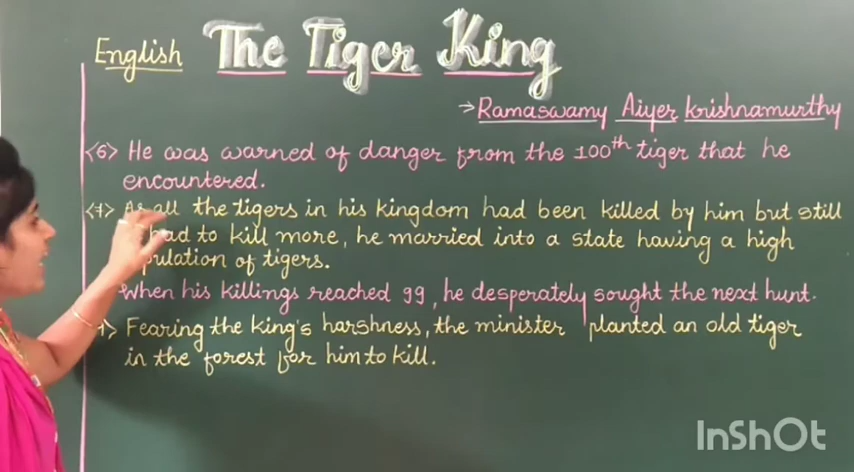 English The Tiger King
→ Ramaswamy Aiyer Krishnamurthy
<6> He was warned of danger from the 100th tiger that he
encountered.
<7> As all the tigers in his kingdom had been killed by him but still
had to kill more, he married into a state having a high
pulation of tigers.
When his killings reached 99, he desperately sought the next hunt.
Fearing the king's harshness, the minister planted an old tiger
in the forest for him to kill.
InShOt